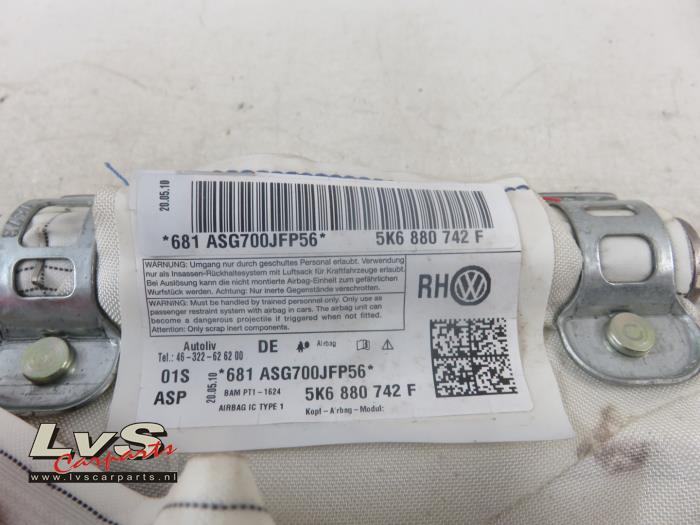 20.05.10
*681 ASG700JFP56* 5K6 880 742 F
WARNUNG: Umgang nur durch geschultes Personal erlaubt. Verwendung
nur als Insassen-Rückhaltesystem mit Luftsack für Kraftfahrzeuge erlaubt.
Bei Auslösung kann die nicht montierte Airbag-Einheit zum gefährlichen
Wurfstück werden. Achtung: Nur inerte Gegenstände verschrotten.
WARNING: Must be handled by trained personnel only. Only use as
passenger restraint system with airbag in cars. The airbag unit can
become a dangerous projectile if triggered when not fitted.
Attention: Only scrap inert components.
RH
Autoliv
Tel.: 46-322-62 62 00
DE
Airbag
01S
ASP
20.05.10
*681 ASG700JFP56*
BAM PT1-1624 5K6 880 742 F
AIRBAG IC TYPE 1 Kopf-Airbag-Modul:
LvS
Carparts
www.lvscarparts.nl